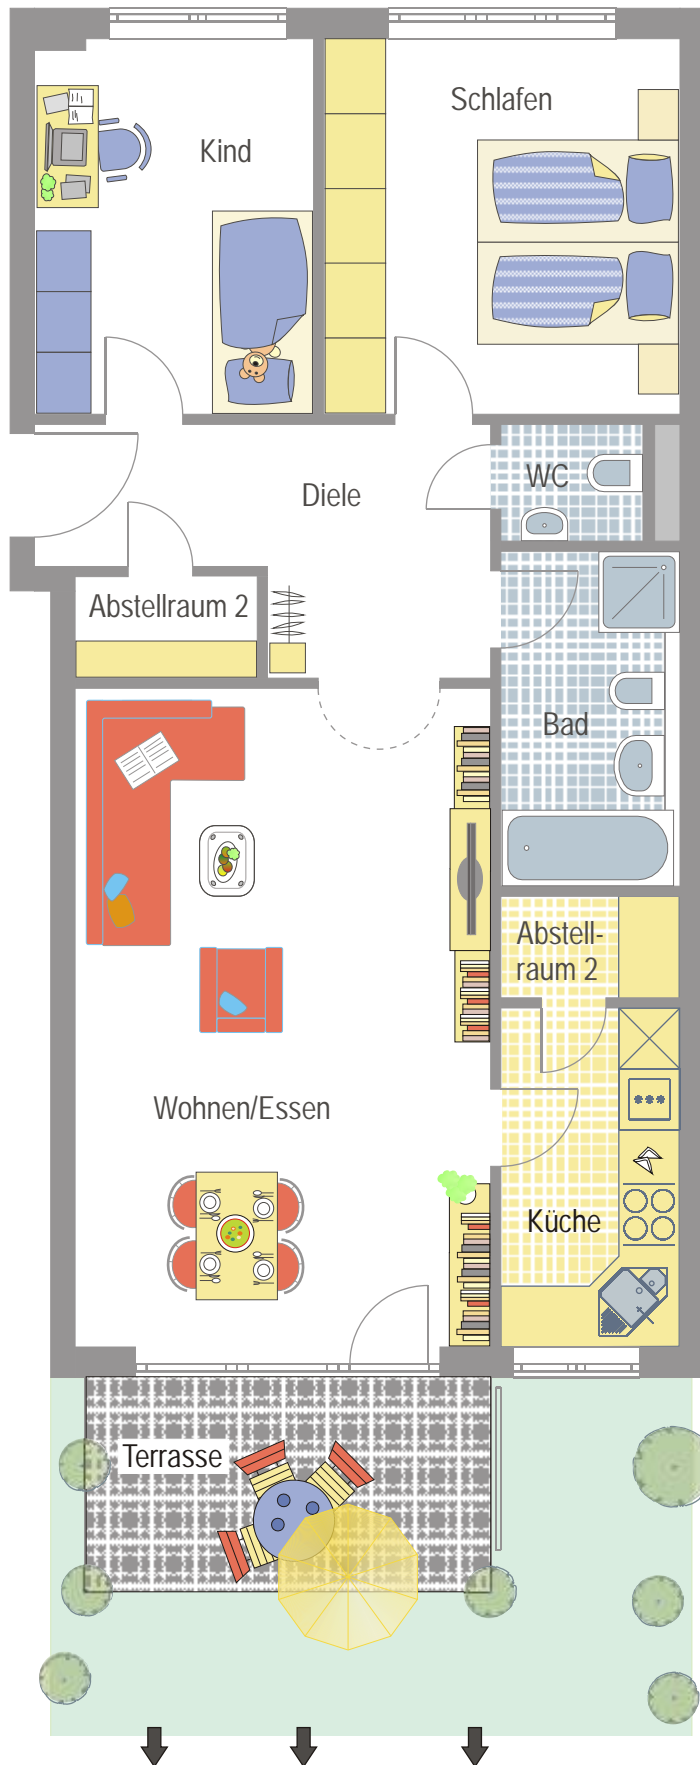 Schlafen
Kind
WC
Diele
Abstellraum 2
Bad
Abstell-
raum 2
Wohnen/Essen
Küche
Terrasse